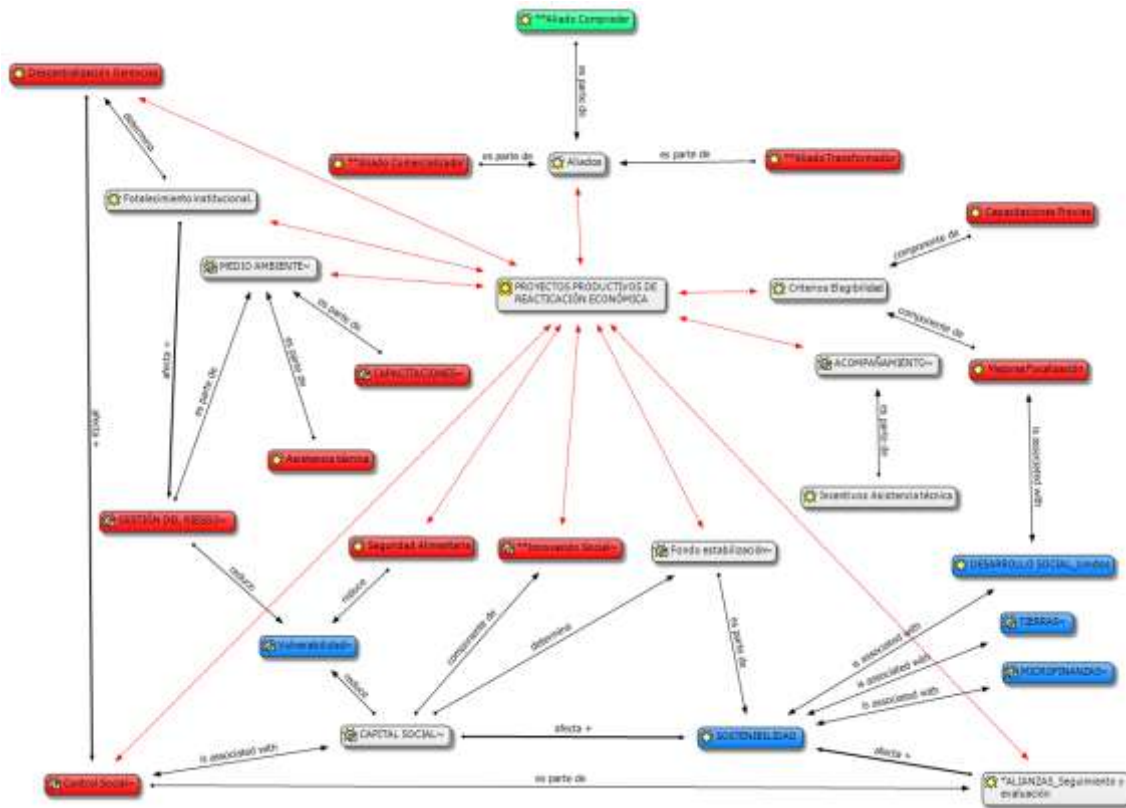 **Aliado Comprador
es parte de
Descentralización Gerencias
determina
**Aliado Comercializador
es parte de
Aliados
es parte de
**Aliado Transformador
Fotalecimiento institucional.
Capacitaciones Previas
componente de
MEDIO AMBIENTE~
PROYECTOS PRODUCTIVOS DE
REACTICACIÓN ECONÓMICA
Criterios Elegibilidad
componente de
es parte de
es parte de
es parte de
afecta +
afecta +
CAPACITACIONES~
ACOMPAÑAMIENTO~
Focalización
Asistencia técnica
es parte de
is associated with
Incentivos Asistencia técnica
GESTIÓN DEL RIESGO~
Seguridad Alimentaria
**Innovando Social~
Fondo estabilización~
reduce
reduce
DESARROLLO SOCIAL_Unidos
componente de
determina
es parte de
Vulnerabilidad~
is associated with
TIERRAS~
is associated with
reduce
is associated with
MICROFINANZAS~
CAPITAL SOCIAL~
afecta +
SOSTENIBILIDAD
is associated with
afecta +
Control Social~
es parte de
*ALIANZAS_Seguimiento y
evaluación